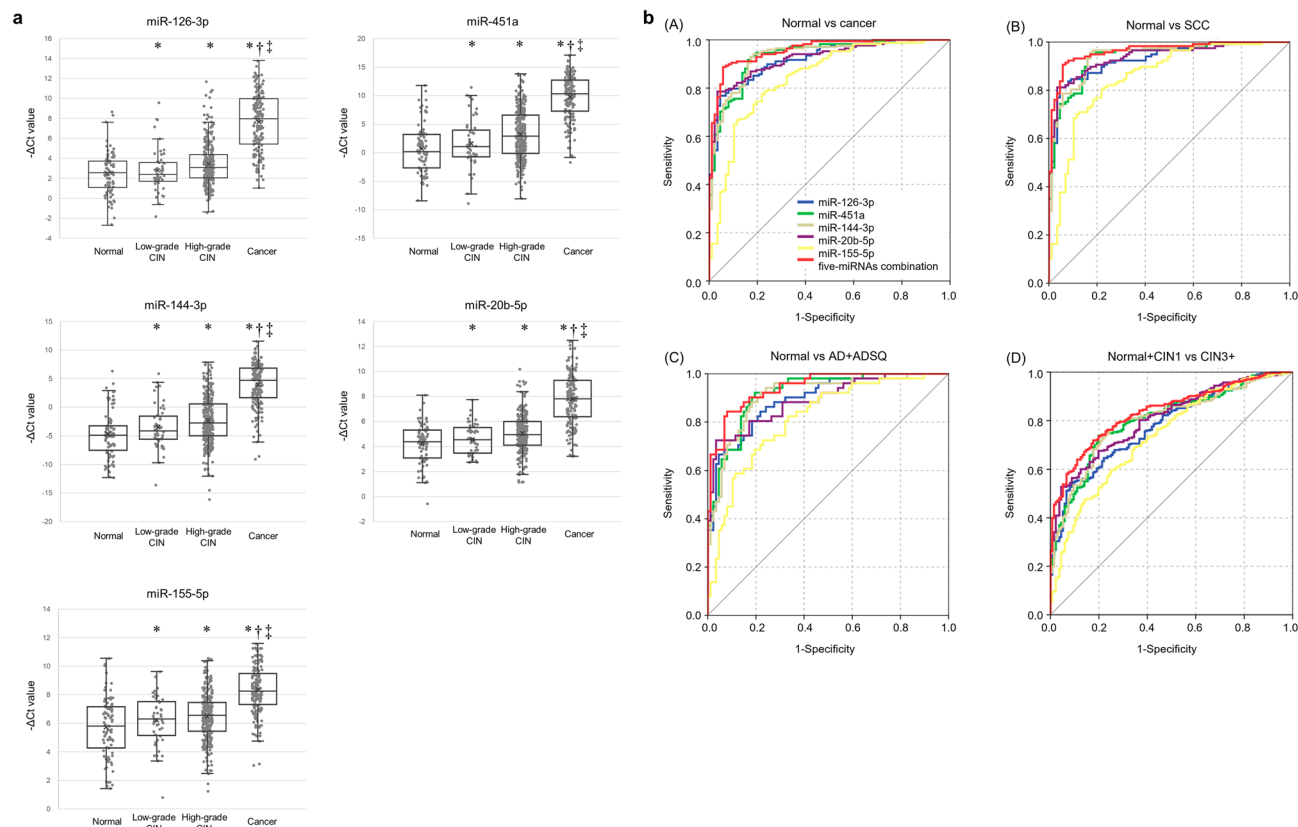 a
miR-126-3p
-ΔCt value
16
14
12
10
8
6
4
2
0
-2
-4
* * * † ‡
Normal Low-grade CIN High-grade CIN Cancer
miR-451a
-ΔCt value
20
15
10
5
0
-5
-10
-15
* * * † ‡
Normal Low-grade CIN High-grade CIN Cancer
miR-144-3p
-ΔCt value
15
10
5
0
-5
-10
-15
-20
* * * † ‡
Normal Low-grade CIN High-grade CIN Cancer
miR-20b-5p
-ΔCt value
14
12
10
8
6
4
2
0
-2
* * * † ‡
Normal Low-grade CIN High-grade CIN Cancer
miR-155-5p
-ΔCt value
14
12
10
8
6
4
2
0
* * * † ‡
Normal Low-grade CIN High-grade CIN Cancer
b
(A) Normal vs cancer
Sensitivity
1.0
0.8
0.6
0.4
0.2
0.0
miR-126-3p
miR-451a
miR-144-3p
miR-20b-5p
miR-155-5p
five-miRNAs combination
0.0 0.2 0.4 0.6 0.8 1.0
1-Specificity
(B) Normal vs SCC
Sensitivity
1.0
0.8
0.6
0.4
0.2
0.0
0.0 0.2 0.4 0.6 0.8 1.0
1-Specificity
(C) Normal vs AD+ADSQ
Sensitivity
1.0
0.8
0.6
0.4
0.2
0.0
0.0 0.2 0.4 0.6 0.8 1.0
1-Specificity
(D) Normal+CIN1 vs CIN3+
Sensitivity
1.0
0.8
0.6
0.4
0.2
0.0
0.0 0.2 0.4 0.6 0.8 1.0
1-Specificity